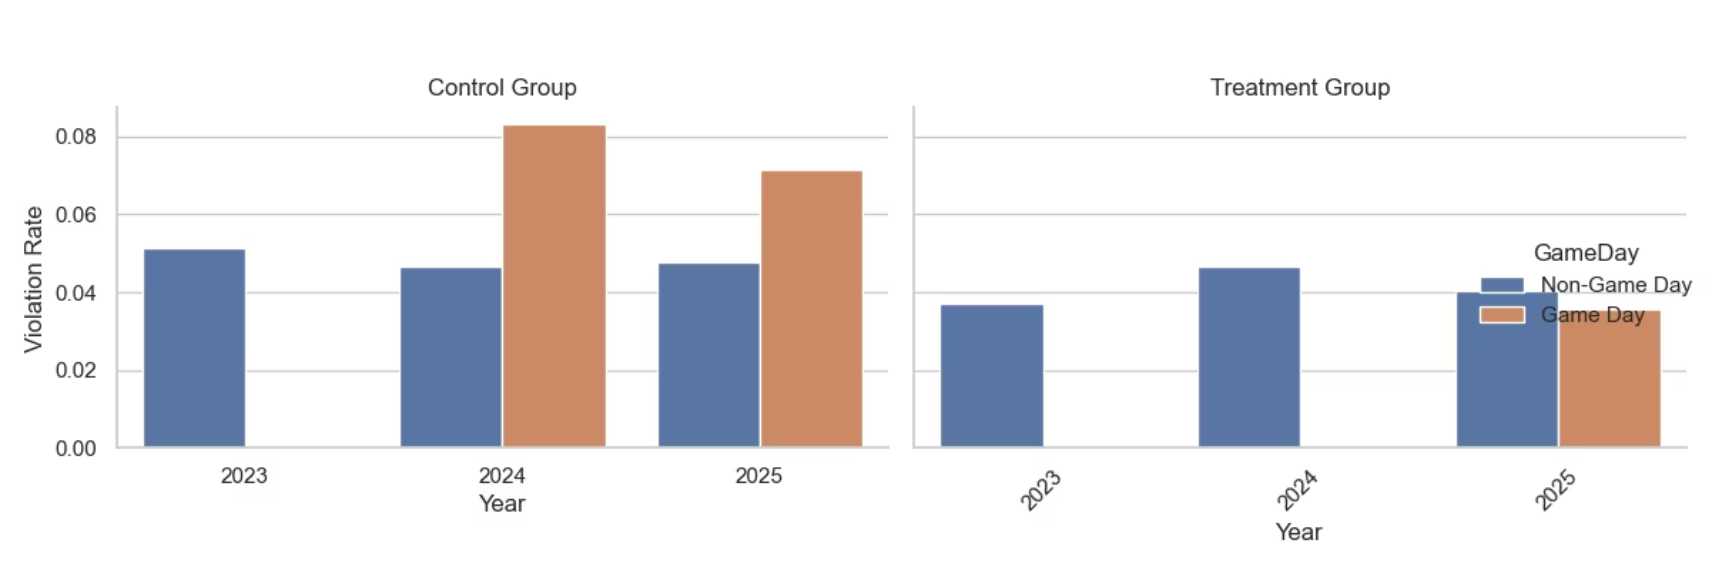 Control Group
Treatment Group
Violation Rate
0.08
0.06
0.04
0.02
0.00
2023
2024
2025
Year
GameDay
Non-Game Day
Game Day
2023
2024
2025
Year